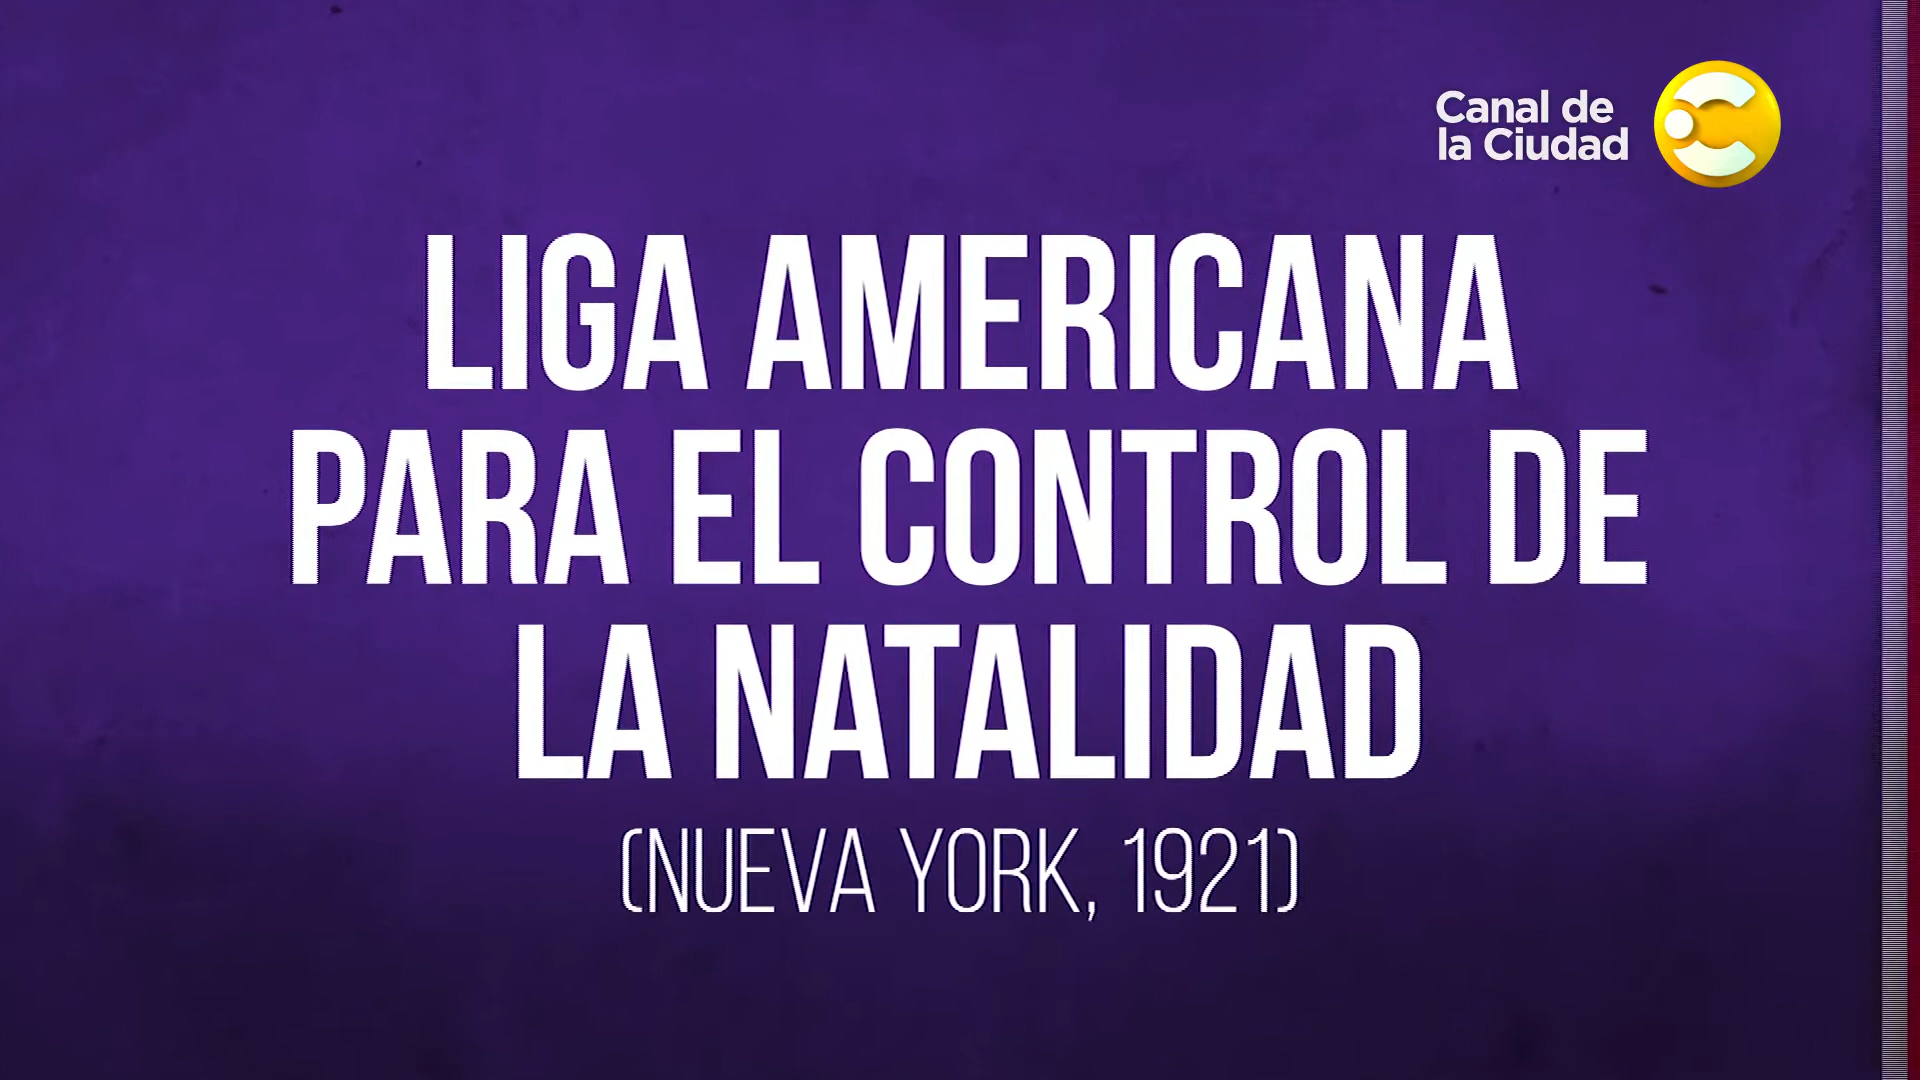 Canal de
la Ciudad
LIGA AMERICANA
PARA EL CONTROL DE
LA NATALIDAD
(NUEVA YORK, 1921)